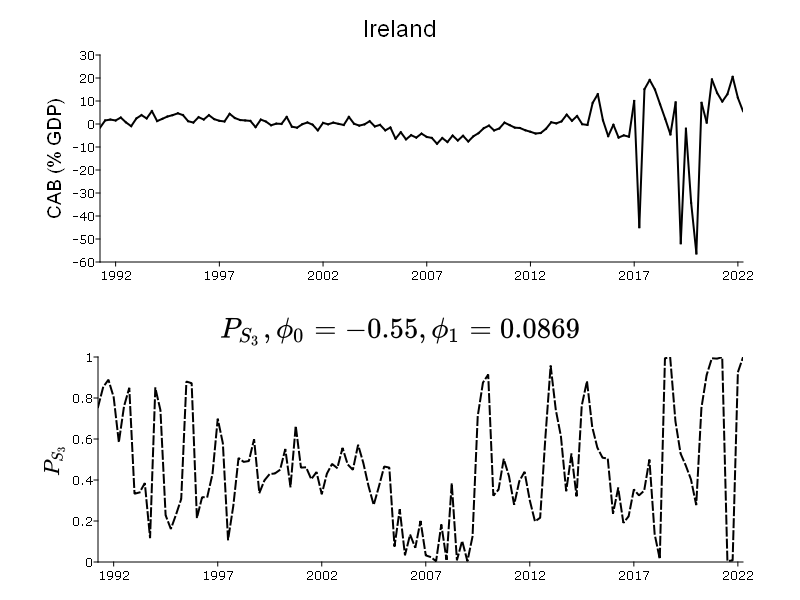 Ireland
CAB (% GDP)
30
20
10
0
−10
−20
−30
−40
−50
−60
1992 1997 2002 2007 2012 2017 2022
P_{S_3}, ϕ_0 = −0.55, ϕ_1 = 0.0869
P_{S_3}
1
0.8
0.6
0.4
0.2
0
1992 1997 2002 2007 2012 2017 2022